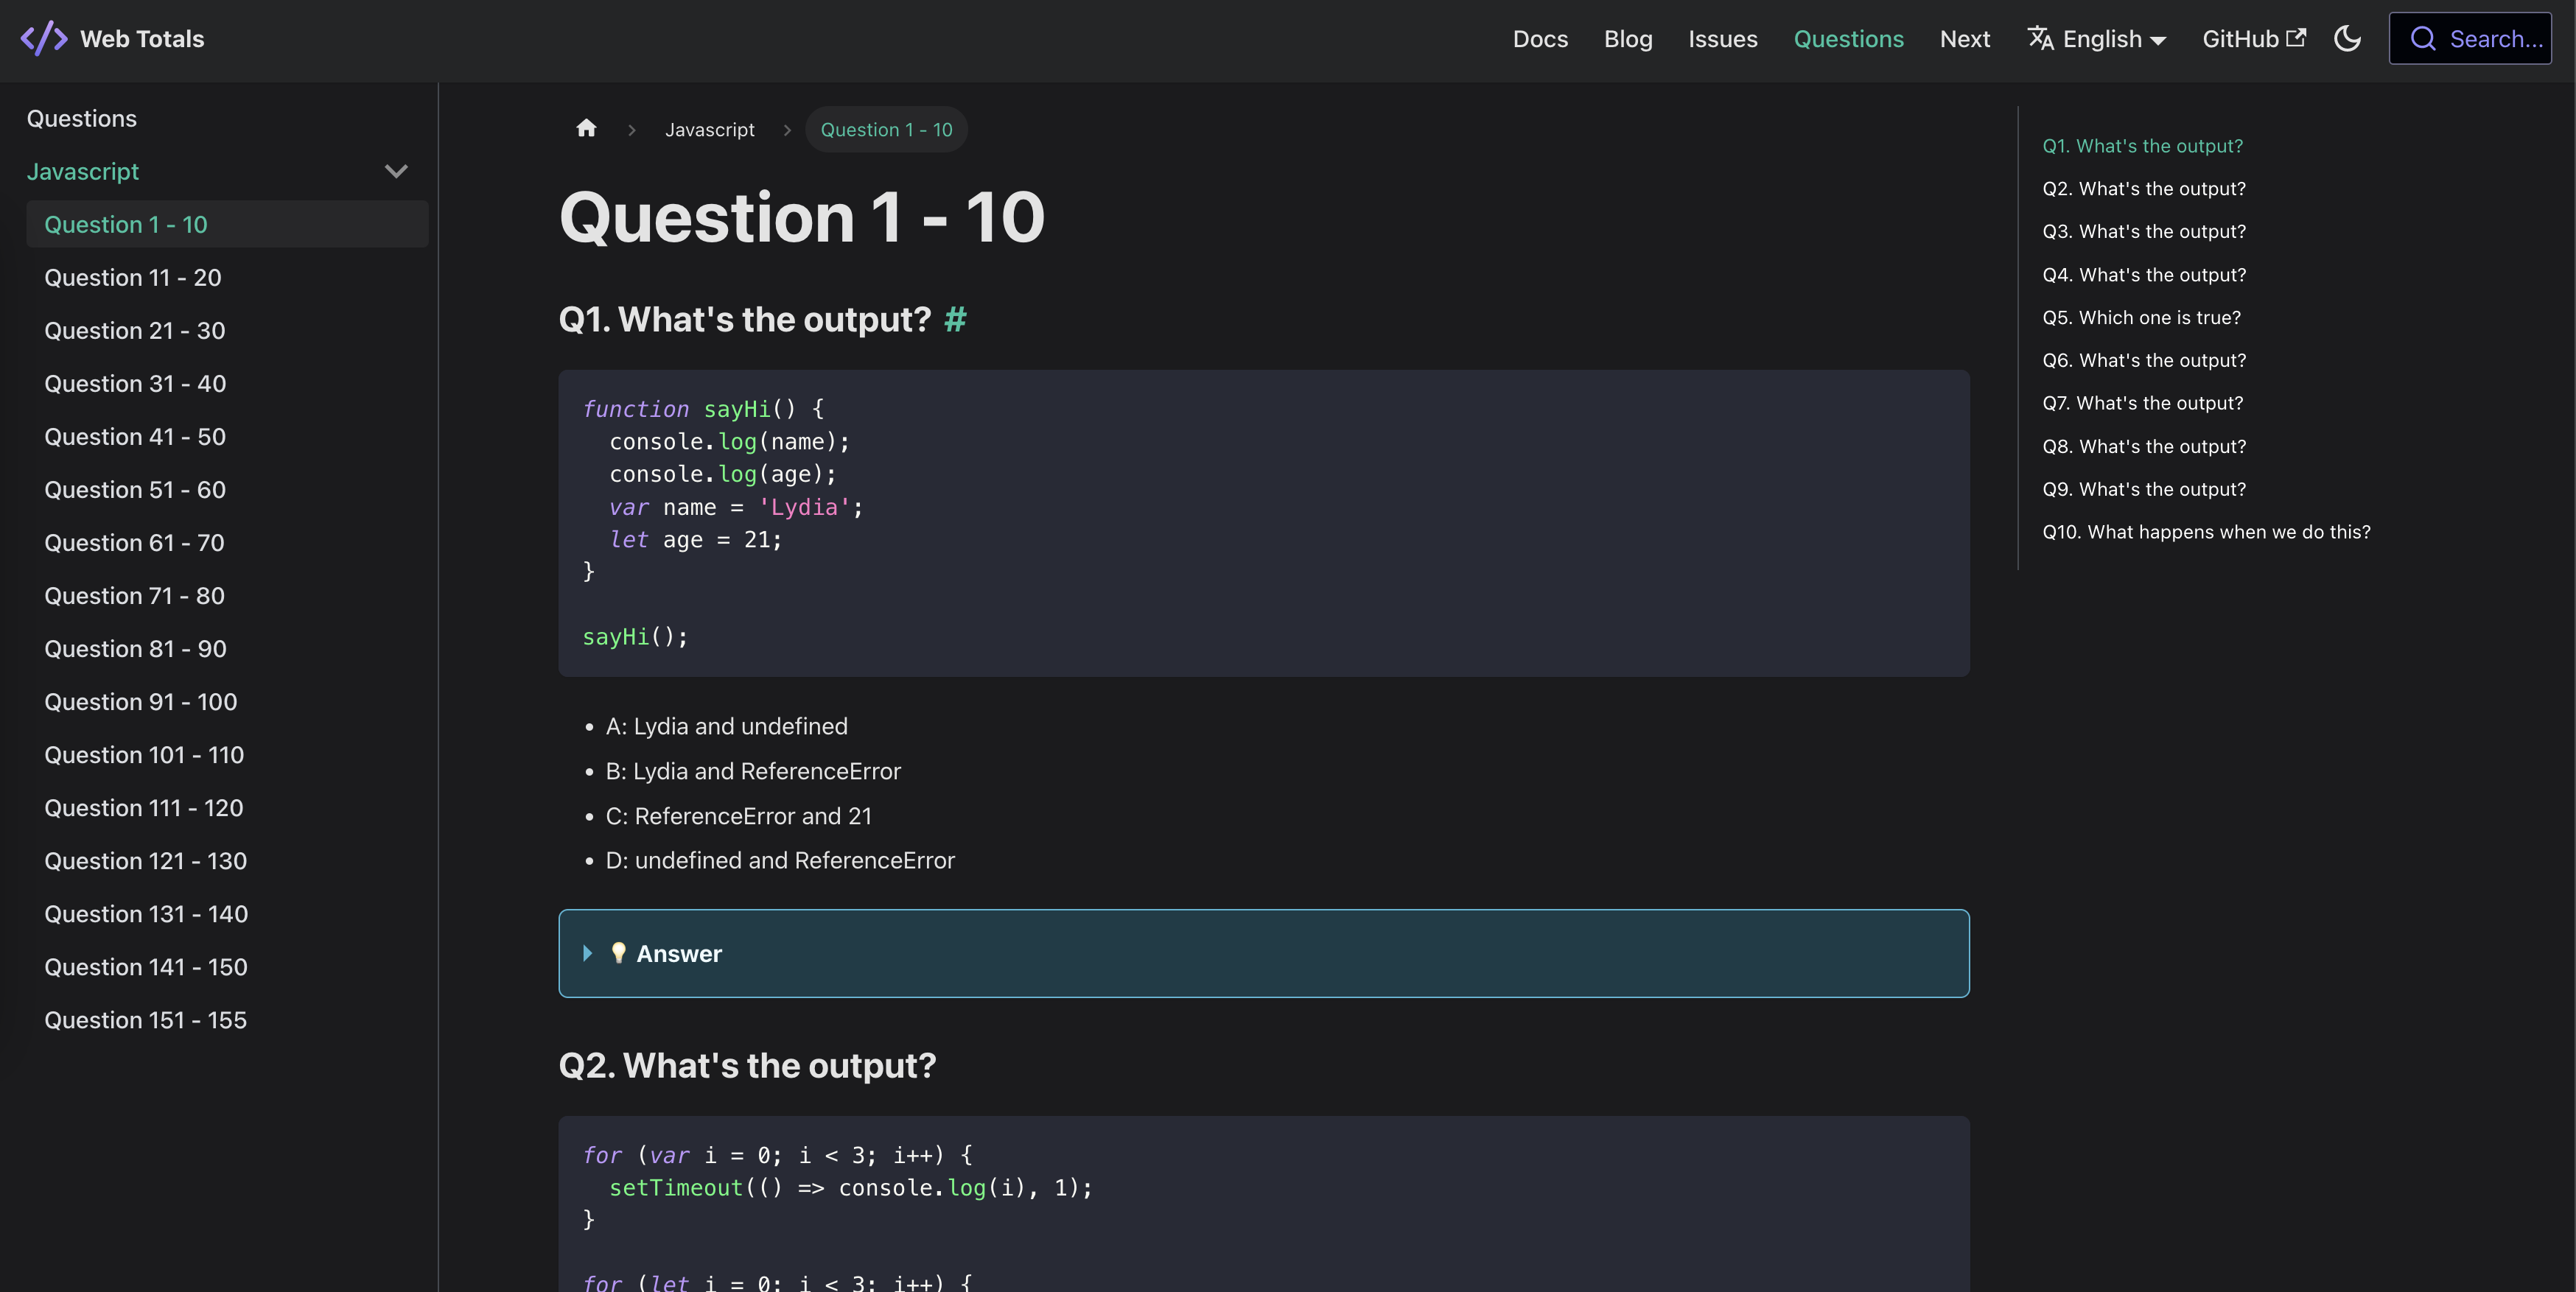 Web Totals
Docs
Blog
Issues
Questions
Next
English
GitHub
Search...
Questions
Javascript
Question 1 - 10
Question 11 - 20
Question 21 - 30
Question 31 - 40
Question 41 - 50
Question 51 - 60
Question 61 - 70
Question 71 - 80
Question 81 - 90
Question 91 - 100
Question 101 - 110
Question 111 - 120
Question 121 - 130
Question 131 - 140
Question 141 - 150
Question 151 - 155
Javascript
Question 1 - 10
Question 1 - 10
Q1. What's the output? #
function sayHi() {
  console.log(name);
  console.log(age);
  var name = 'Lydia';
  let age = 21;
}
sayHi();
• A: Lydia and undefined
• B: Lydia and ReferenceError
• C: ReferenceError and 21
• D: undefined and ReferenceError
💡 Answer
Q2. What's the output?
for (var i = 0; i < 3; i++) {
  setTimeout(() => console.log(i), 1);
}
for (let i = 0; i < 3; i++) {
Q1. What's the output?
Q2. What's the output?
Q3. What's the output?
Q4. What's the output?
Q5. Which one is true?
Q6. What's the output?
Q7. What's the output?
Q8. What's the output?
Q9. What's the output?
Q10. What happens when we do this?